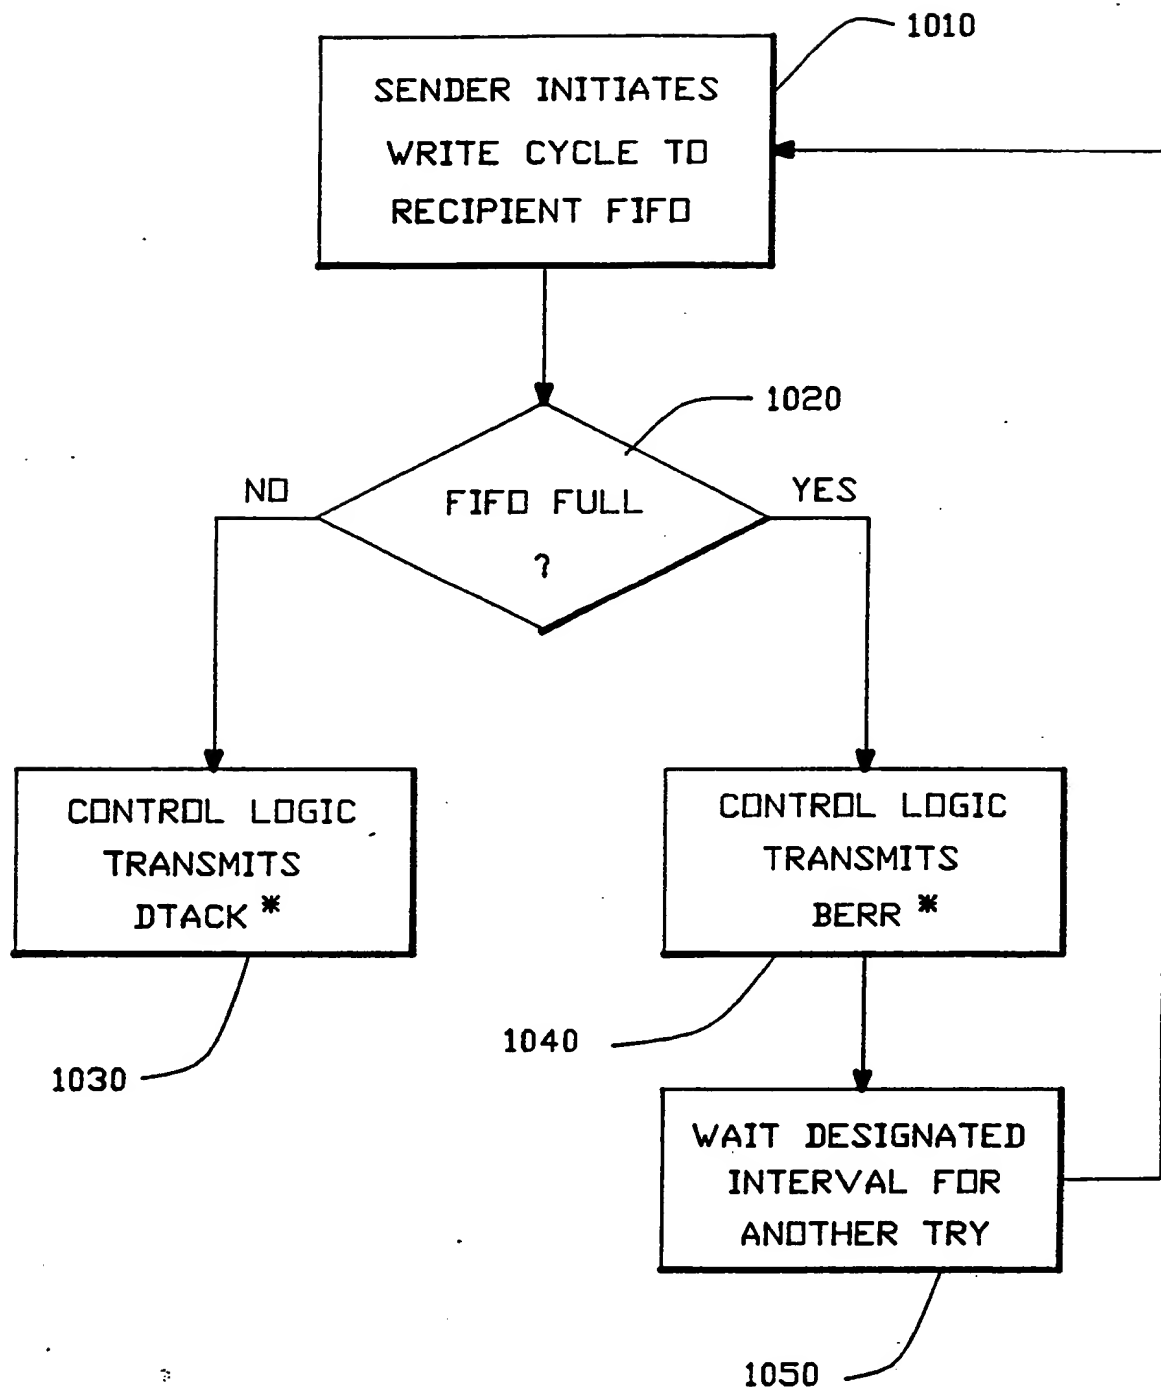 1010
SENDER INITIATES
WRITE CYCLE TO
RECIPIENT FIFO
1020
NO
FIFO FULL
?
YES
CONTROL LOGIC
TRANSMITS
DTACK *
CONTROL LOGIC
TRANSMITS
BERR *
1030
1040
WAIT DESIGNATED
INTERVAL FOR
ANOTHER TRY
1050